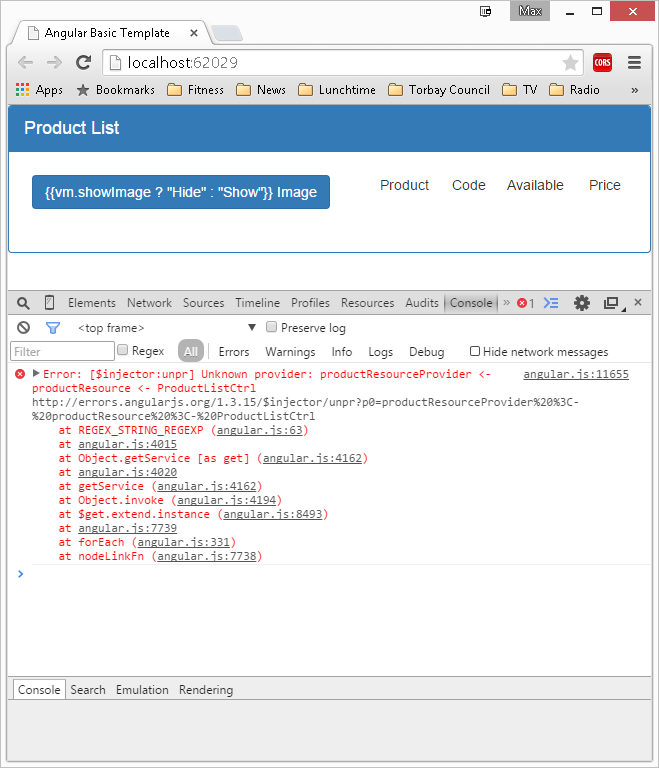 Max
Angular Basic Template
localhost:62029
CORS
Apps Bookmarks Fitness News Lunchtime Torbay Council TV Radio »
Product List
{{vm.showImage ? "Hide" : "Show"}} Image
Product Code Available Price
Elements Network Sources Timeline Profiles Resources Audits Console » 1
<top frame> Preserve log
Filter Regex All Errors Warnings Info Logs Debug Hide network messages
Error: [$injector:unpr] Unknown provider: productResourceProvider <- angular.js:11655
productResource <- ProductListCtrl
http://errors.angularjs.org/1.3.15/$injector/unpr?p0=productResourceProvider%20%3C-
%20productResource%20%3C-%20ProductListCtrl
at REGEX_STRING_REGEXP (angular.js:63)
at angular.js:4015
at Object.getService [as get] (angular.js:4162)
at angular.js:4020
at getService (angular.js:4162)
at Object.invoke (angular.js:4194)
at $get.extend.instance (angular.js:8493)
at angular.js:7739
at forEach (angular.js:331)
at nodeLinkFn (angular.js:7738)
Console Search Emulation Rendering